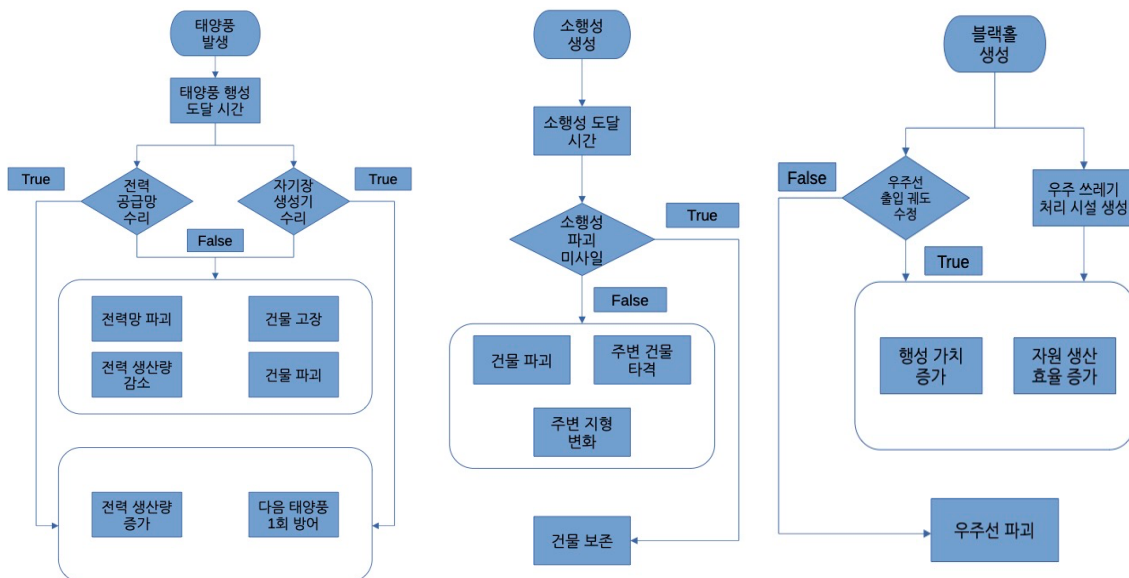 태양풍
발생
태양풍 행성
도달 시간
True
전력
공급망
수리
자기장
생성기
수리
True
False
전력망 파괴
건물 고장
전력 생산량
감소
건물 파괴
전력 생산량
증가
다음 태양풍
1회 방어
소행성
생성
소행성 도달
시간
소행성
파괴
미사일
True
False
건물 파괴
주변 건물
타격
주변 지형
변화
건물 보존
블랙홀
생성
False
우주선
출입 궤도
수정
우주 쓰레기
처리 시설 생성
True
행성 가치
증가
자원 생산
효율 증가
우주선 파괴